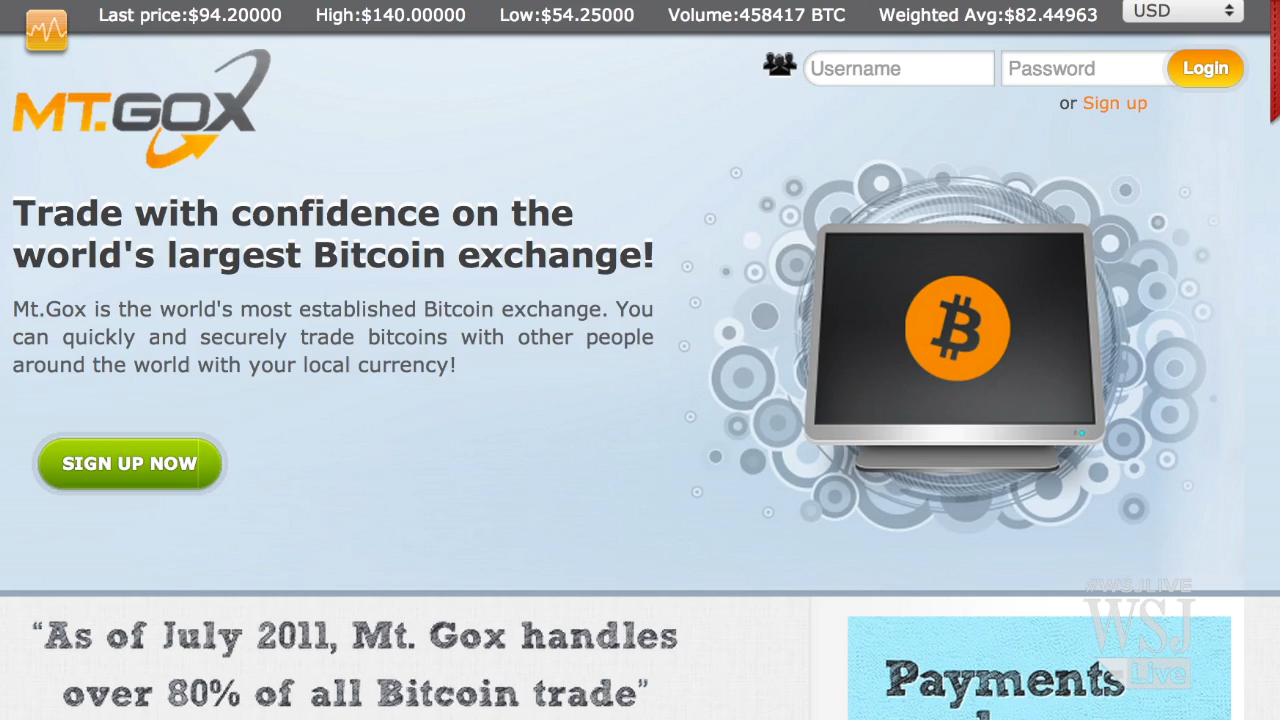 Last price:$94.20000 High:$140.00000 Low:$54.25000 Volume:458417 BTC Weighted Avg:$82.44963 USD
MT.GOX
Username Password Login
or Sign up
Trade with confidence on the
world's largest Bitcoin exchange!
Mt.Gox is the world's most established Bitcoin exchange. You
can quickly and securely trade bitcoins with other people
around the world with your local currency!
SIGN UP NOW
#WSJLIVE
WSJ
Live
“As of July 2011, Mt. Gox handles
over 80% of all Bitcoin trade”
Payments